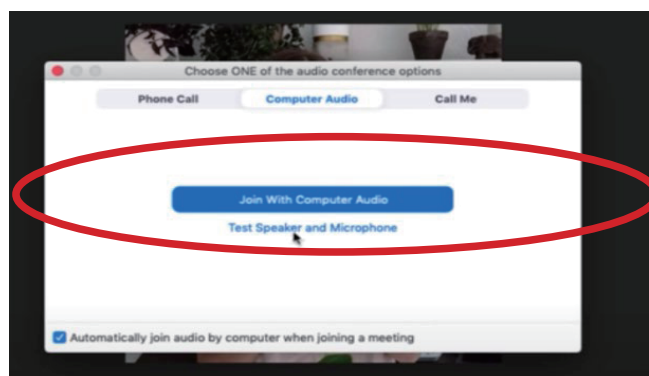 Choose ONE of the audio conference options
Phone Call Computer Audio Call Me
Join With Computer Audio
Test Speaker and Microphone
Automatically join audio by computer when joining a meeting